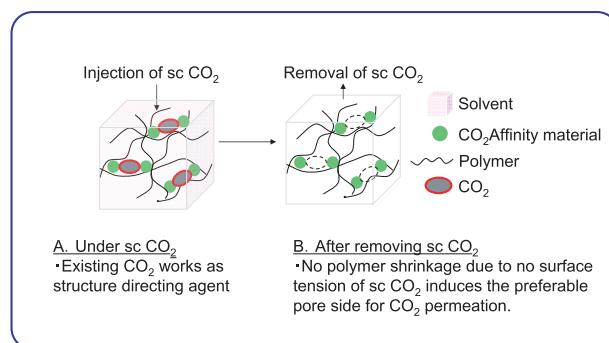 Injection of sc CO₂
Removal of sc CO₂
Solvent
CO₂Affinity material
Polymer
CO₂
A. Under sc CO₂
・Existing CO₂ works as
structure directing agent
B. After removing sc CO₂
・No polymer shrinkage due to no surface
tension of sc CO₂ induces the preferable
pore side for CO₂ permeation.